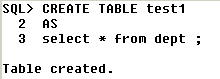 SQL> CREATE TABLE test1
2 AS
3 select * from dept ;
Table created.